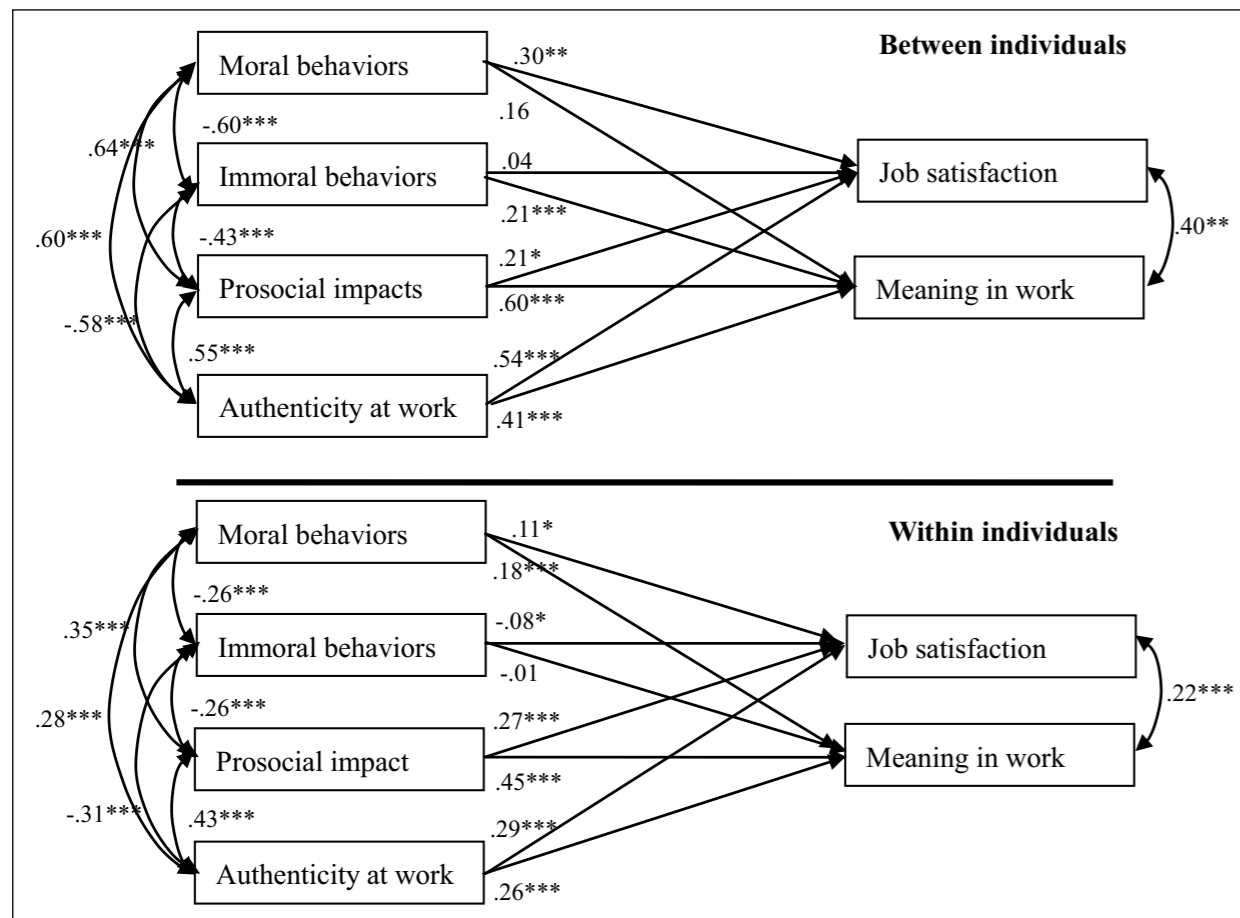 Between individuals
Moral behaviors
.30**
.16
-.60***
.64***
Immoral behaviors
.04
.21***
Job satisfaction
.40**
.60***
-.43***
Prosocial impacts
.21*
.60***
Meaning in work
-.58***
.55***
.54***
Authenticity at work
.41***
Within individuals
Moral behaviors
.11*
.18***
-.26***
.35***
Immoral behaviors
-.08*
-.01
Job satisfaction
.22***
.28***
-.26***
Prosocial impact
.27***
.45***
Meaning in work
-.31***
.43***
.29***
Authenticity at work
.26***